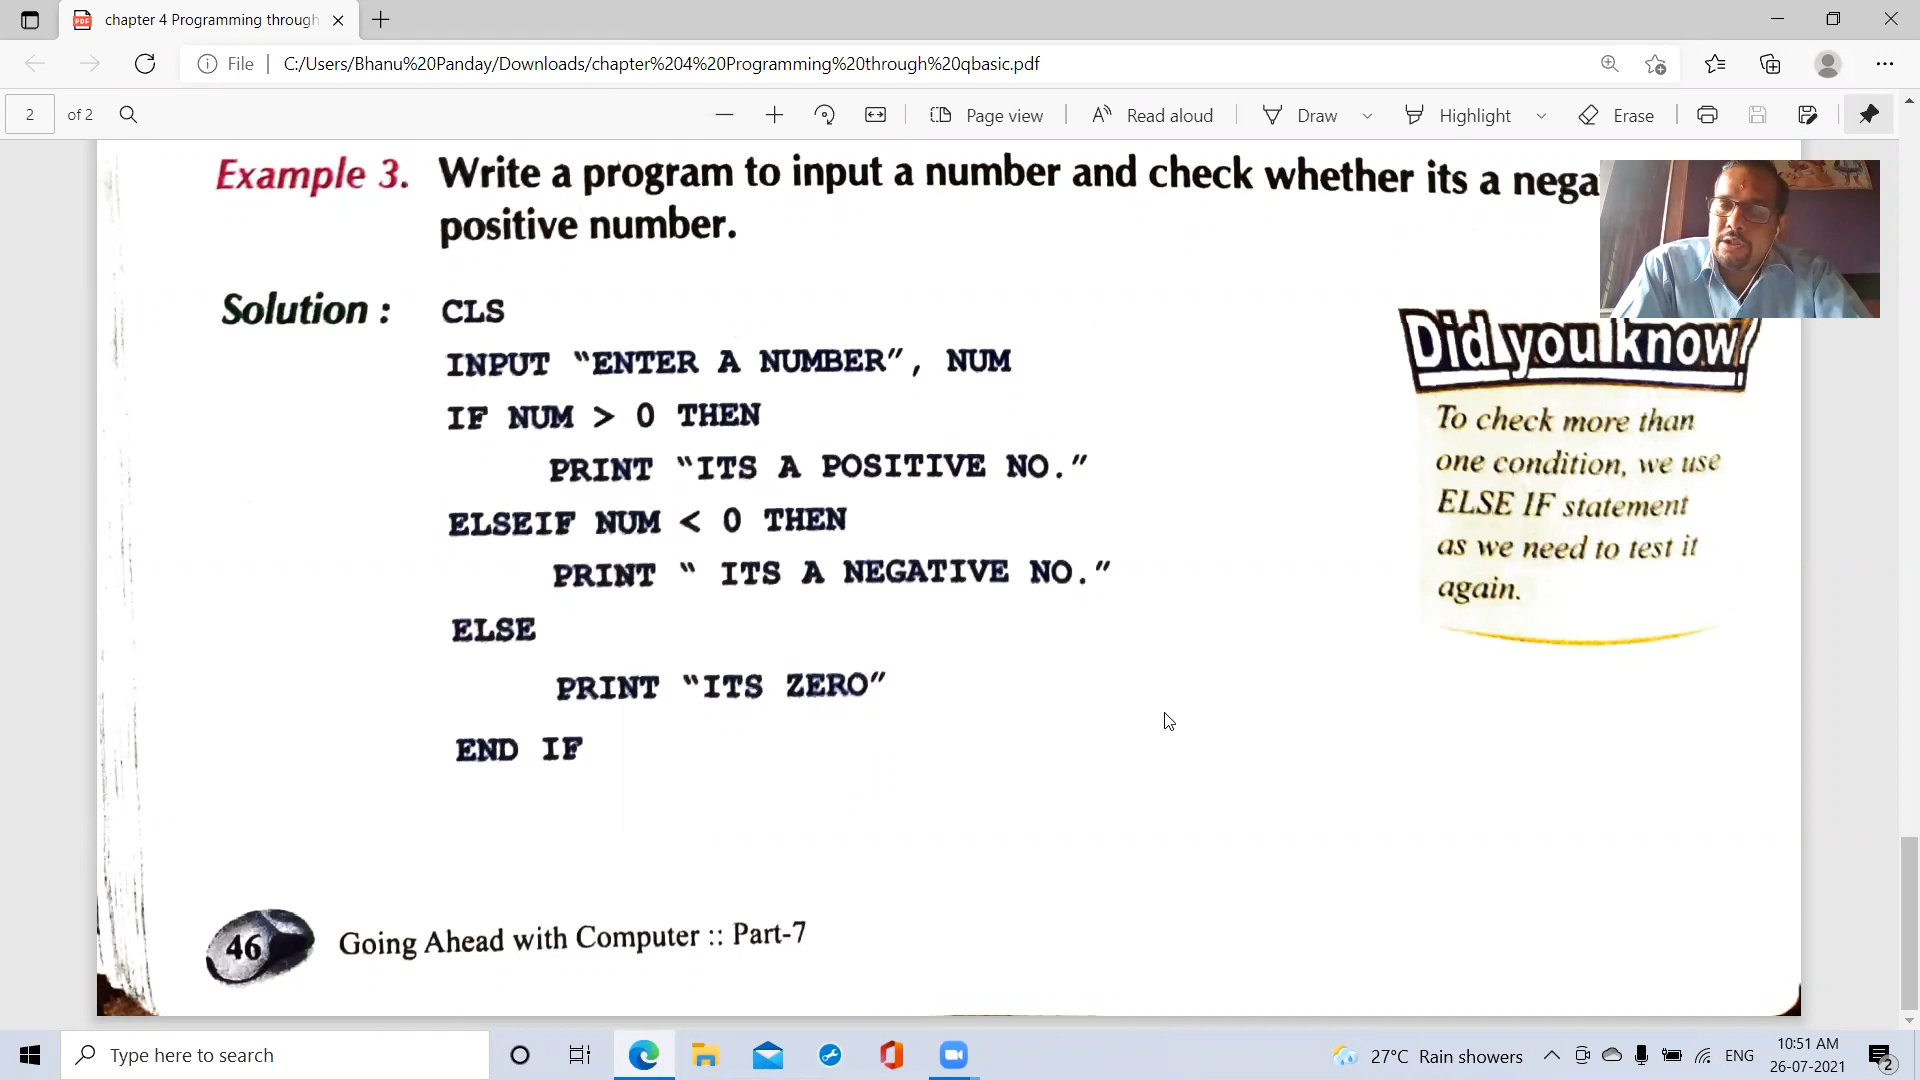 chapter 4 Programming through
File
C:/Users/Bhanu%20Panday/Downloads/chapter%204%20Programming%20through%20qbasic.pdf
2 of 2
Page view
Read aloud
Draw
Highlight
Erase
Example 3. Write a program to input a number and check whether its a nega
positive number.
Solution : CLS
INPUT "ENTER A NUMBER", NUM
IF NUM > 0 THEN
PRINT "ITS A POSITIVE NO."
ELSEIF NUM < 0 THEN
PRINT " ITS A NEGATIVE NO."
ELSE
PRINT "ITS ZERO"
END IF
Did you know?
To check more than
one condition, we use
ELSE IF statement
as we need to test it
again.
46 Going Ahead with Computer :: Part-7
Type here to search
27°C Rain showers
ENG
10:51 AM
26-07-2021
2